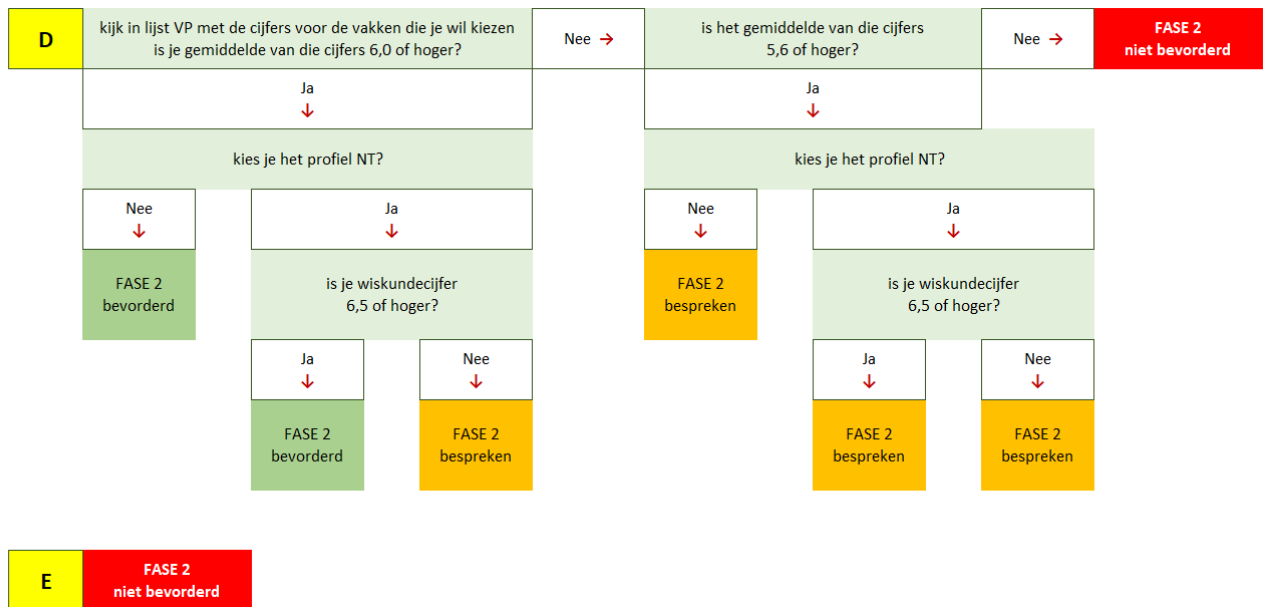 D
kijk in lijst VP met de cijfers voor de vakken die je wil kiezen
is je gemiddelde van die cijfers 6,0 of hoger?
Nee →
is het gemiddelde van die cijfers
5,6 of hoger?
Nee →
FASE 2
niet bevorderd
Ja
↓
Ja
↓
kies je het profiel NT?
kies je het profiel NT?
Nee
↓
Ja
↓
Nee
↓
Ja
↓
FASE 2
bevorderd
is je wiskundecijfer
6,5 of hoger?
FASE 2
bespreken
is je wiskundecijfer
6,5 of hoger?
Ja
↓
Nee
↓
Ja
↓
Nee
↓
FASE 2
bevorderd
FASE 2
bespreken
FASE 2
bespreken
FASE 2
bespreken
E
FASE 2
niet bevorderd